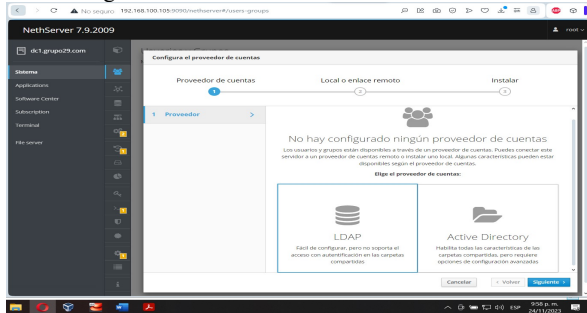 No seguro
192.168.100.105:9090/nethserver#/users-groups
NethServer 7.9.2009
root
dc1.grupo29.com
Sistema
Applications
Software Center
Subscription
Terminal
File server
Configura el proveedor de cuentas
Proveedor de cuentas
Local o enlace remoto
Instalar
1
2
3
1 Proveedor
No hay configurado ningún proveedor de cuentas
Los usuarios y grupos están disponibles a través de un proveedor de cuentas. Puedes conectar este
servidor a un proveedor de cuentas remoto o instalar uno local. Algunas características pueden estar
disponibles según el proveedor de cuentas.
Elige el proveedor de cuentas:
LDAP
Fácil de configurar, pero no soporta el
acceso con autentificación en las carpetas
compartidas
Active Directory
Habilita todas las características de las
carpetas compartidas, pero requiere
opciones de configuración avanzadas
Cancelar
< Volver
Siguiente >
ESP
9:58 p. m.
24/11/2023